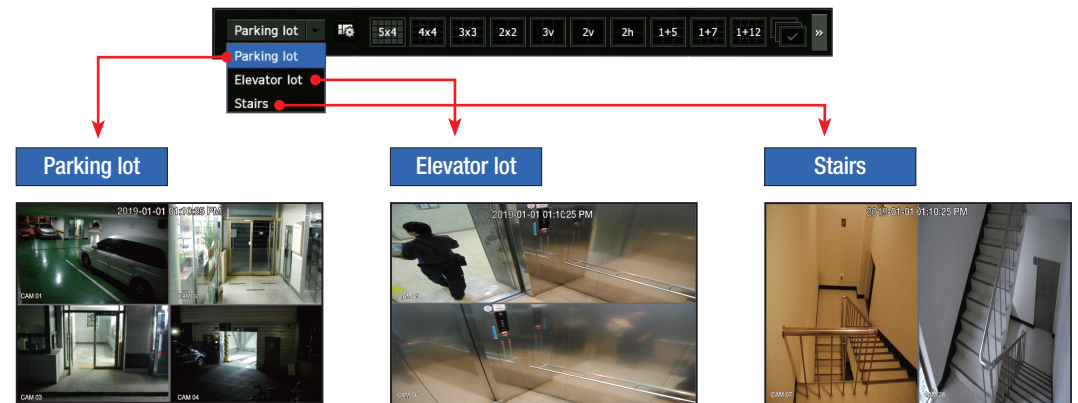 Parking lot 5x4 4x4 3x3 2x2 3v 2v 2h 1+5 1+7 1+12 »
Parking lot
Elevator lot
Stairs
Parking lot Elevator lot Stairs
2019-01-01 01:10:25 PM 2019-01-01 01:10:25 PM 2019-01-01 01:10:25 PM
CAM 01 CAM 02
CAM 03 CAM 04 CAM 07